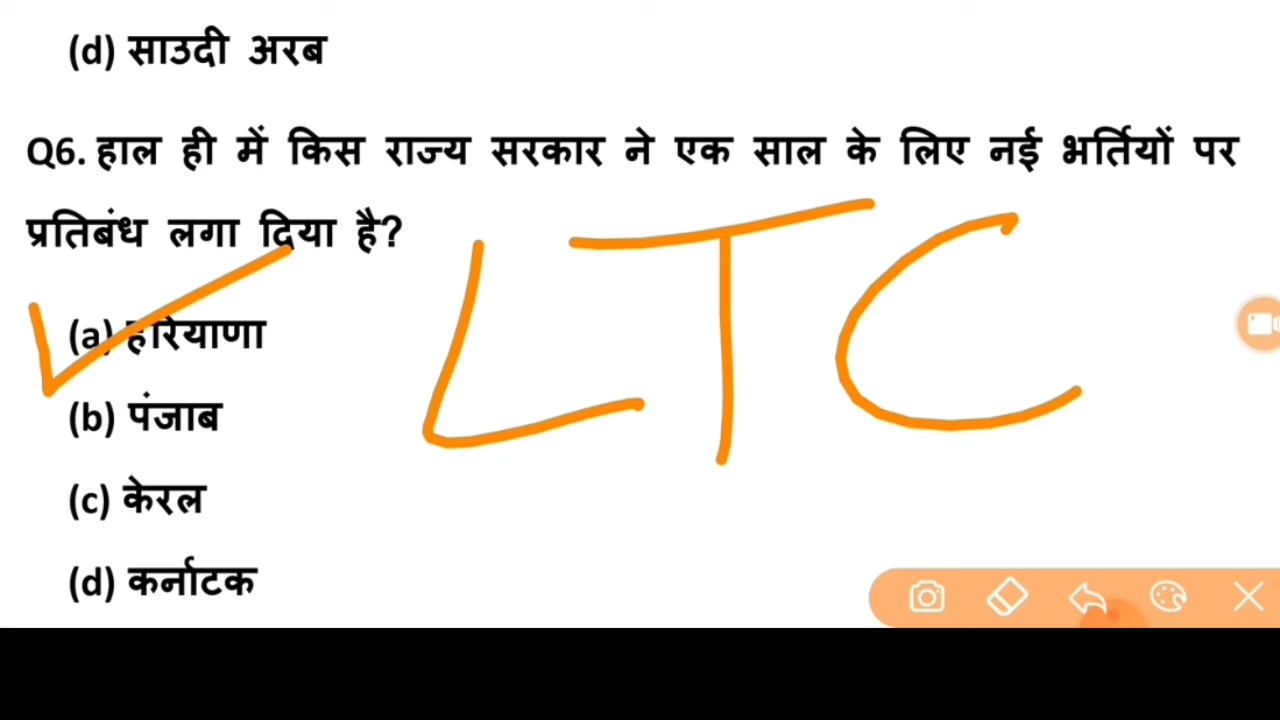 (d) साउदी अरब
Q6. हाल ही में किस राज्य सरकार ने एक साल के लिए नई भर्तियों पर
प्रतिबंध लगा दिया है?
LTC
(a) हरियाणा
(b) पंजाब
(c) केरल
(d) कर्नाटक